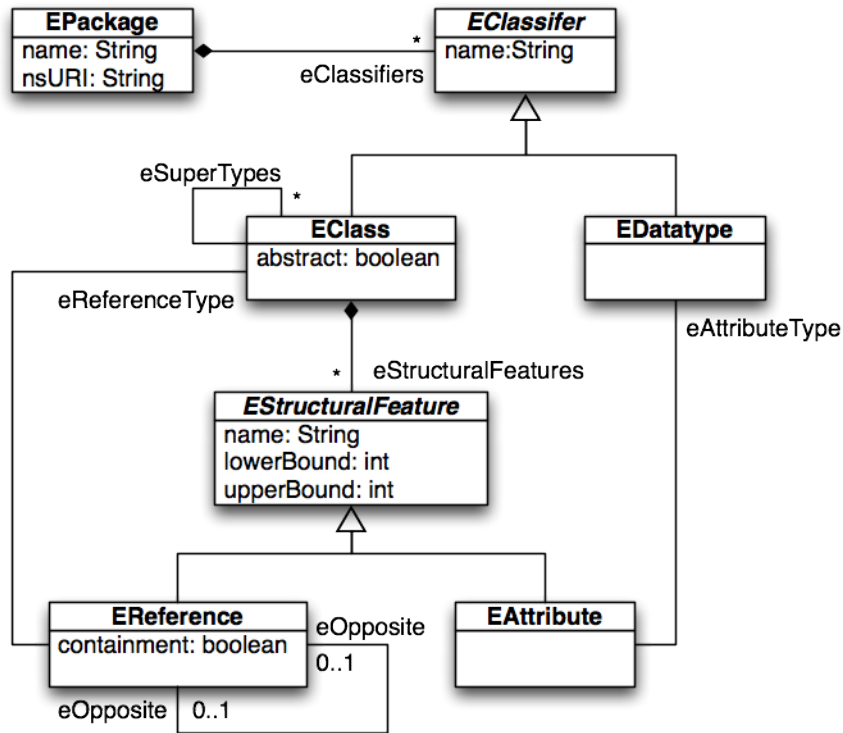 EPackage
name: String
nsURI: String
*
eClassifiers
EClassifer
name:String
eSuperTypes
*
EClass
abstract: boolean
EDatatype
eReferenceType
eAttributeType
*
eStructuralFeatures
EStructuralFeature
name: String
lowerBound: int
upperBound: int
EReference
containment: boolean
eOpposite
0..1
EAttribute
eOpposite
0..1